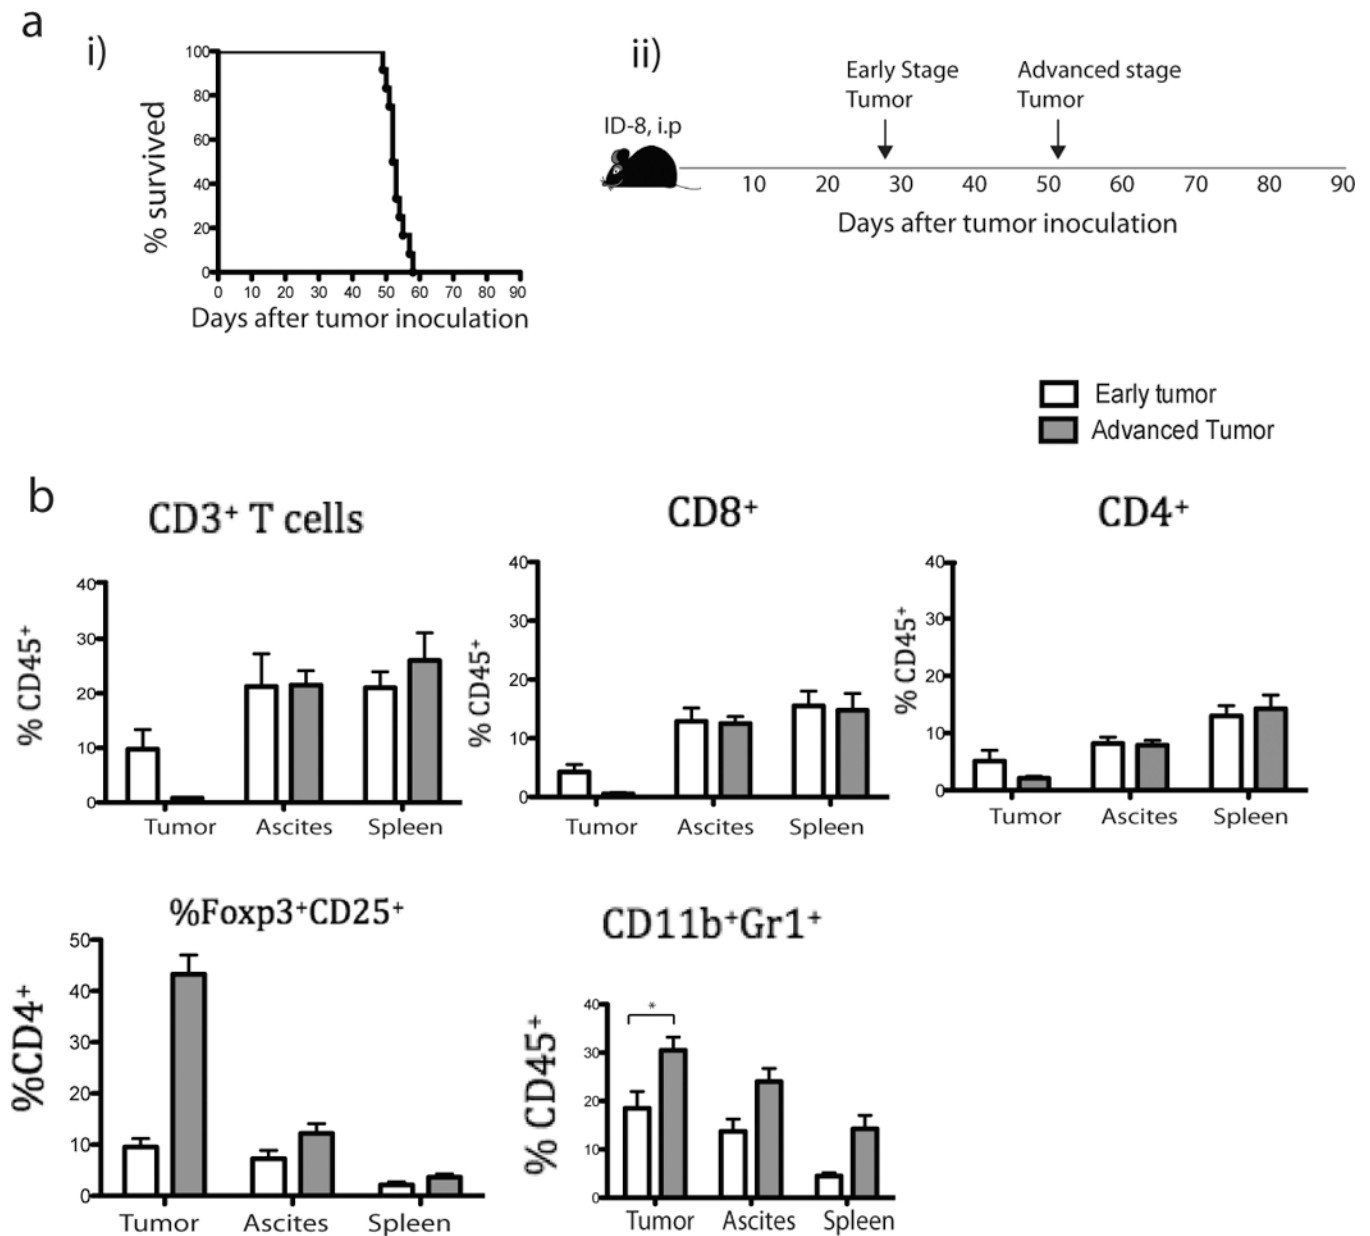 a
i)
100
80
60
40
20
0
% survived
0 10 20 30 40 50 60 70 80 90
Days after tumor inoculation
ii)
Early Stage
Tumor
Advanced stage
Tumor
ID-8, i.p
10 20 30 40 50 60 70 80 90
Days after tumor inoculation
Early tumor
Advanced Tumor
b
CD3⁺ T cells
% CD45⁺
40
30
20
10
0
Tumor Ascites Spleen
CD8⁺
% CD45⁺
40
30
20
10
0
Tumor Ascites Spleen
CD4⁺
% CD45⁺
40
30
20
10
0
Tumor Ascites Spleen
%Foxp3⁺CD25⁺
%CD4⁺
50
40
30
20
10
0
Tumor Ascites Spleen
CD11b⁺Gr1⁺
% CD45⁺
40
30
20
10
0
*
Tumor Ascites Spleen